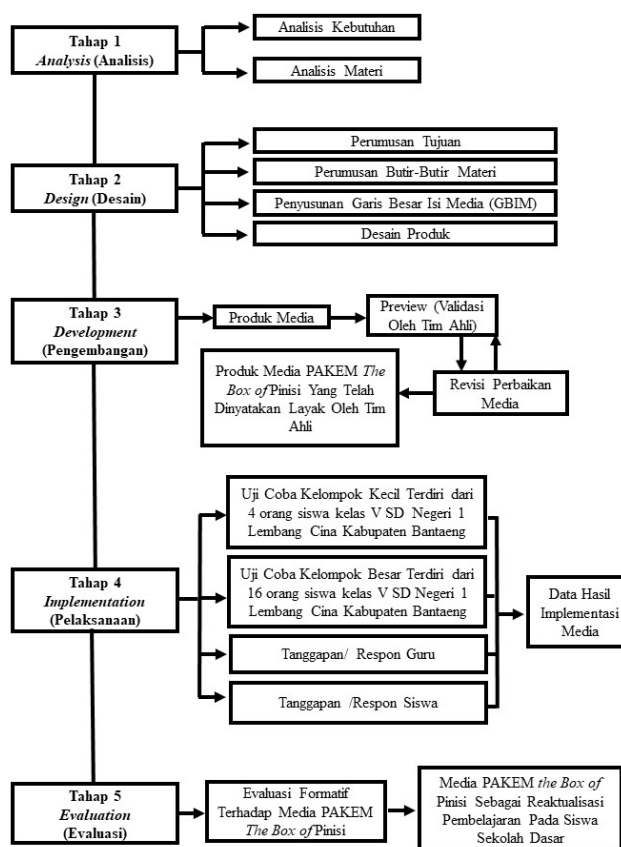 Tahap 1
Analysis (Analisis)
Analisis Kebutuhan
Analisis Materi
Tahap 2
Design (Desain)
Perumusan Tujuan
Perumusan Butir-Butir Materi
Penyusunan Garis Besar Isi Media (GBIM)
Desain Produk
Tahap 3
Development
(Pengembangan)
Produk Media
Preview (Validasi
Oleh Tim Ahli)
Revisi Perbaikan
Media
Produk Media PAKEM The
Box of Pinisi Yang Telah
Dinyatakan Layak Oleh Tim
Ahli
Tahap 4
Implementation
(Pelaksanaan)
Uji Coba Kelompok Kecil Terdiri dari
4 orang siswa kelas V SD Negeri 1
Lembang Cina Kabupaten Bantaeng
Uji Coba Kelompok Besar Terdiri dari
16 orang siswa kelas V SD Negeri 1
Lembang Cina Kabupaten Bantaeng
Tanggapan/ Respon Guru
Tanggapan /Respon Siswa
Data Hasil
Implementasi
Media
Tahap 5
Evaluation
(Evaluasi)
Evaluasi Formatif
Terhadap Media PAKEM
The Box of Pinisi
Media PAKEM the Box of
Pinisi Sebagai Reaktualisasi
Pembelajaran Pada Siswa
Sekolah Dasar